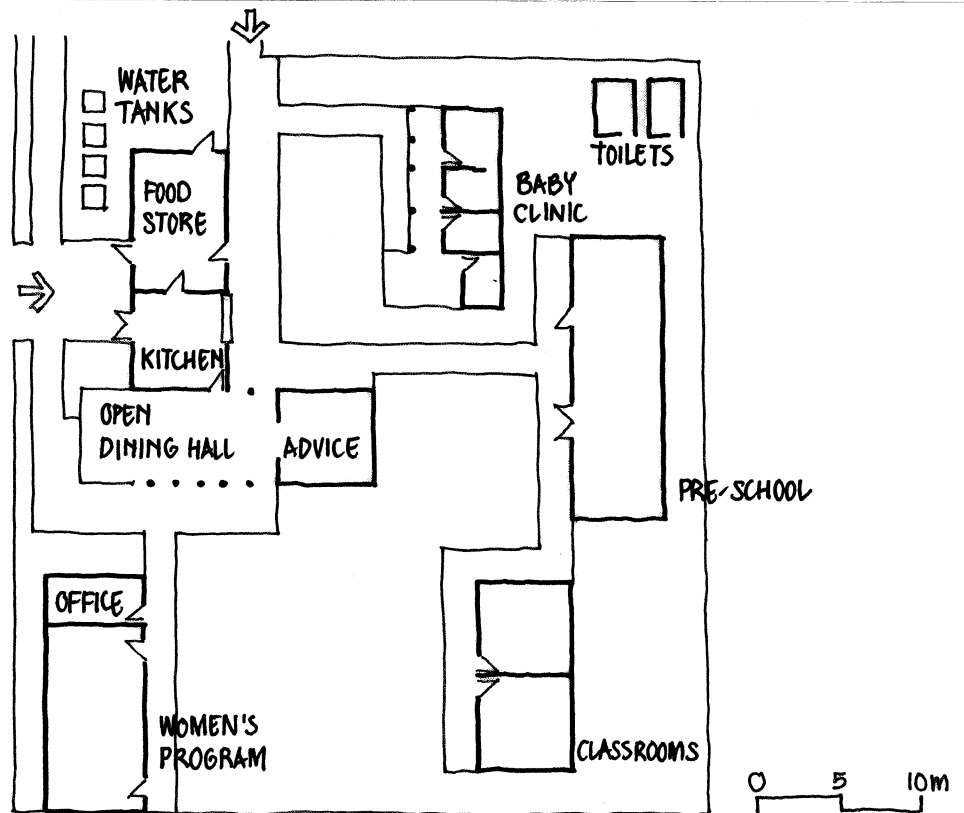 WATER
TANKS
TOILETS
FOOD
STORE
BABY
CLINIC
KITCHEN
OPEN
DINING HALL
ADVICE
PRE-SCHOOL
OFFICE
WOMEN'S
PROGRAM
CLASSROOMS
0 5 10m